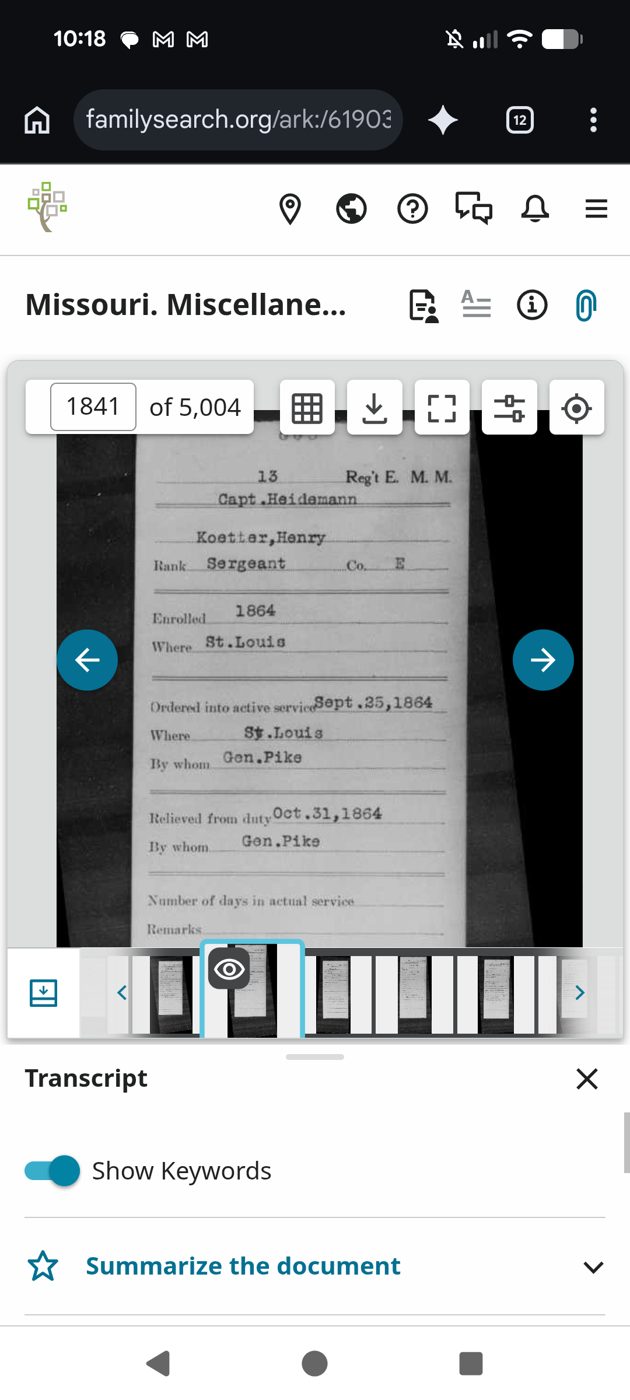 10:18
familysearch.org/ark:/61903
12
Missouri. Miscellane...
1841 of 5,004
13 Reg't E. M. M.
Capt.Heidemann
Koetter,Henry
Rank Sergeant Co. E
Enrolled 1864
Where St.Louis
Ordered into active service Sept.25,1864
Where St.Louis
By whom Gen.Pike
Relieved from duty Oct.31,1864
By whom Gen.Pike
Number of days in actual service
Remarks
Transcript
Show Keywords
Summarize the document